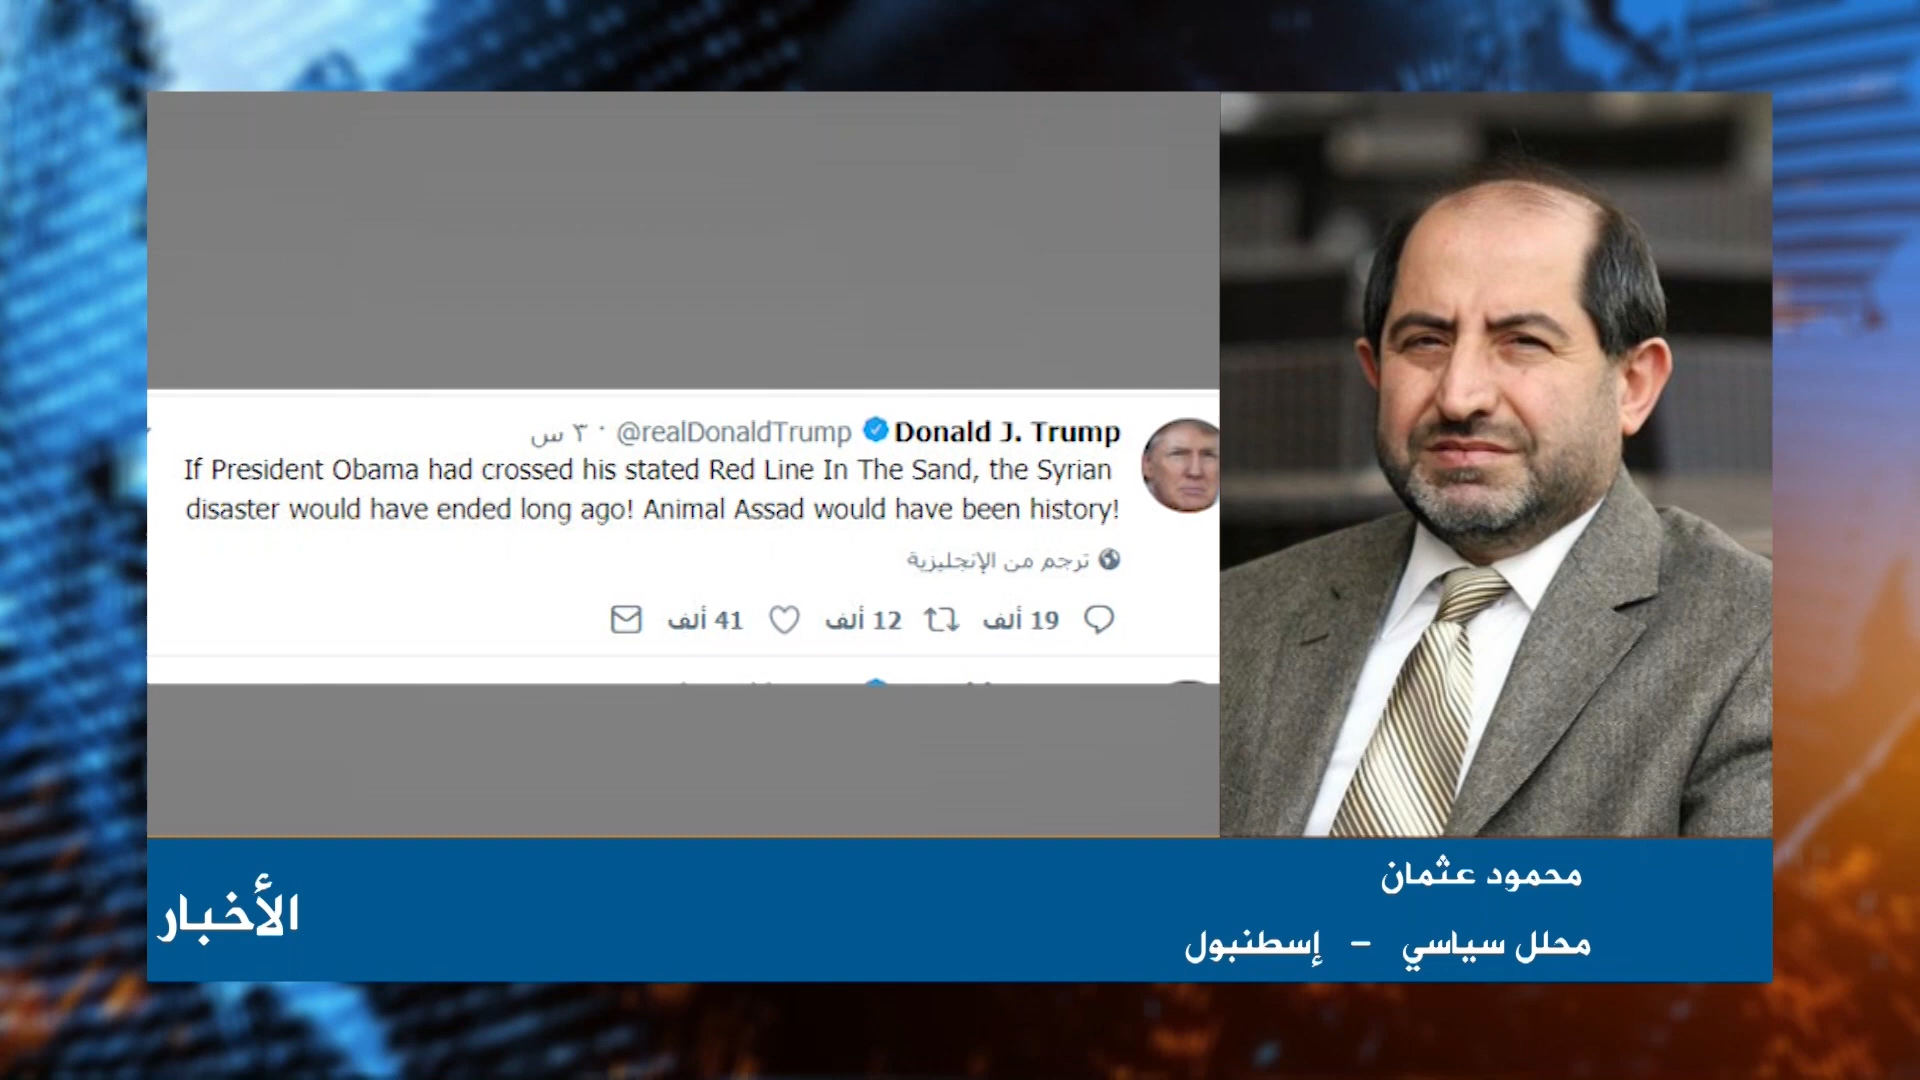 Donald J. Trump @realDonaldTrump · ٣ س
If President Obama had crossed his stated Red Line In The Sand, the Syrian
disaster would have ended long ago! Animal Assad would have been history!
ترجم من الإنجليزية
19 ألف 12 ألف 41 ألف
محمود عثمان
محلل سياسي – إسطنبول
الأخبار